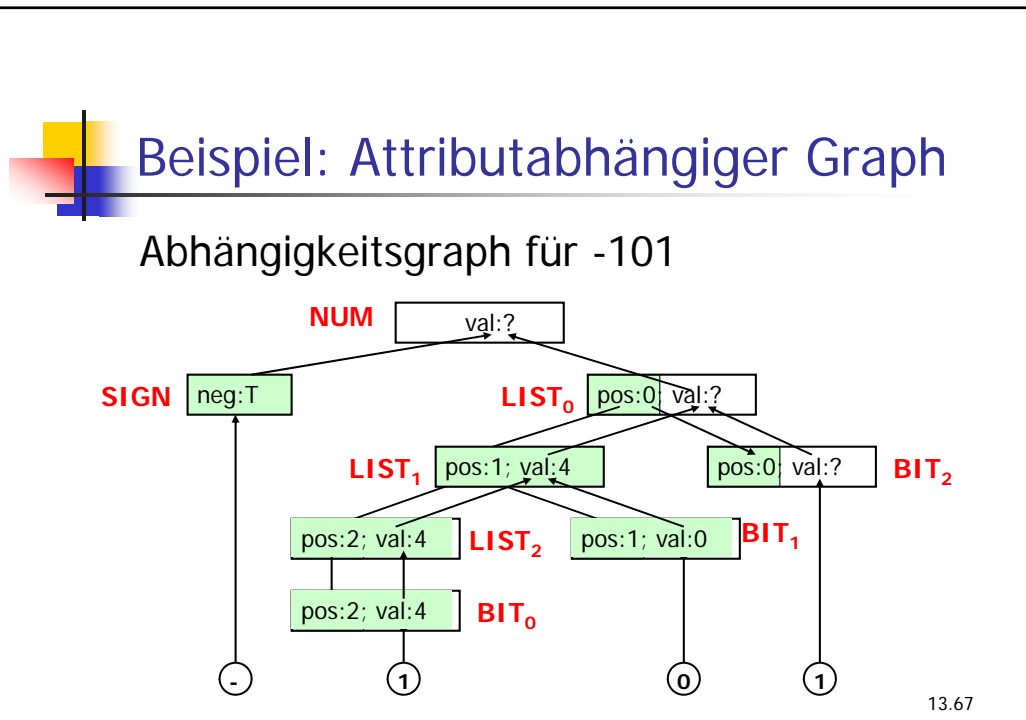 Beispiel: Attributabhängiger Graph
Abhängigkeitsgraph für -101
NUM val:?
SIGN neg:T LIST0 pos:0; val:?
LIST1 pos:1; val:4 pos:0; val:? BIT2
pos:2; val:4 LIST2 pos:1; val:0 BIT1
pos:2; val:4 BIT0
- 1 0 1
13.67